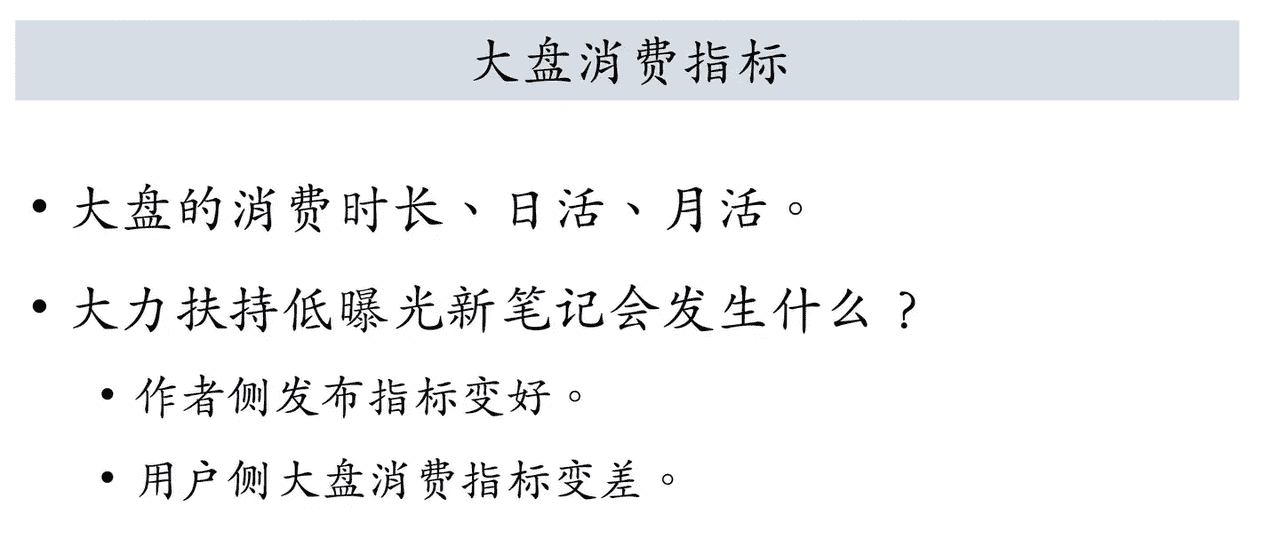 大盘消费指标
• 大盘的消费时长、日活、月活。
• 大力扶持低曝光新笔记会发生什么？
• 作者侧发布指标变好。
• 用户侧大盘消费指标变差。